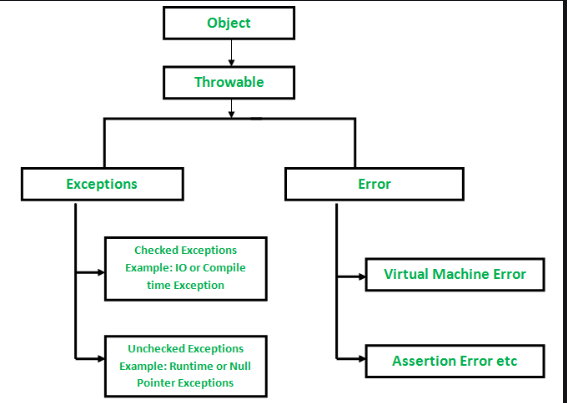 Object
Throwable
Exceptions
Error
Checked Exceptions
Example: IO or Compile
time Exception
Virtual Machine Error
Unchecked Exceptions
Example: Runtime or Null
Pointer Exceptions
Assertion Error etc